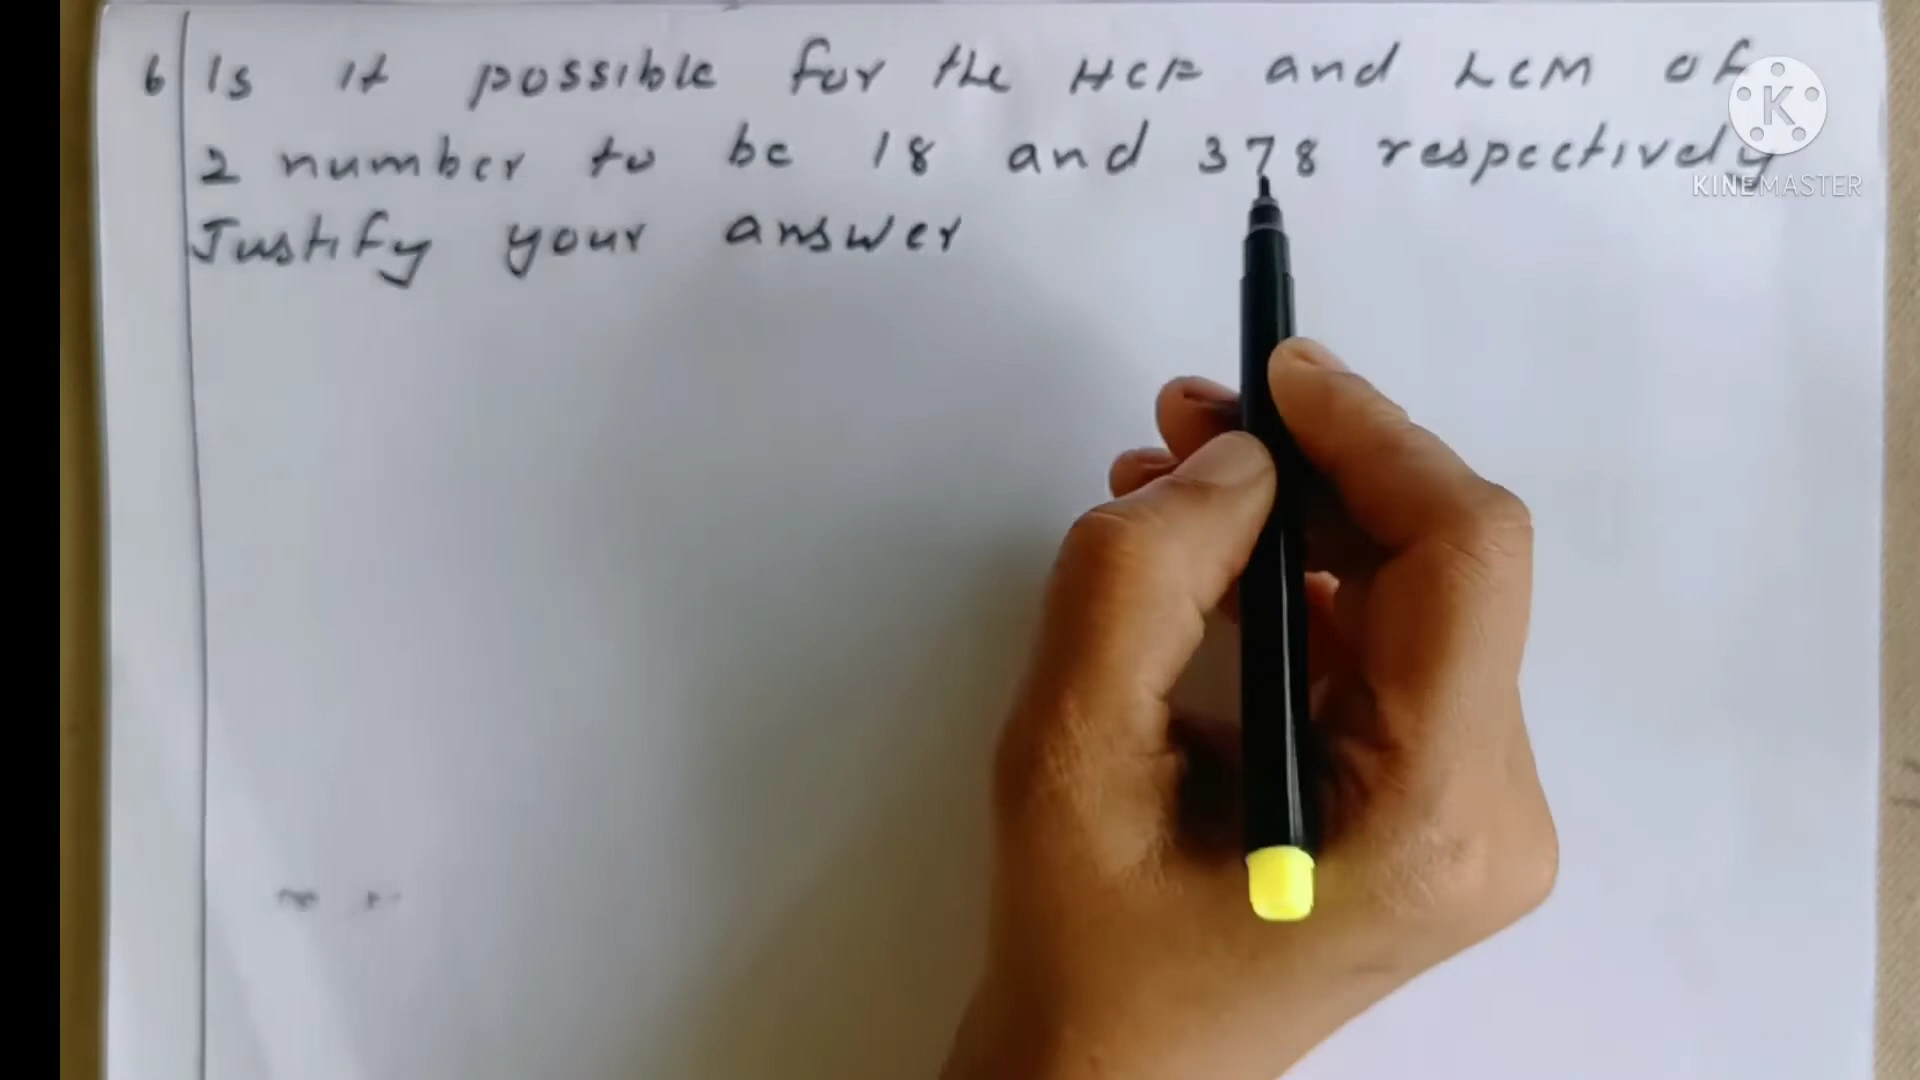 6 Is it possible for the HCF and LCM of
2 number to be 18 and 378 respectively
Justify your answer
K
KINEMASTER